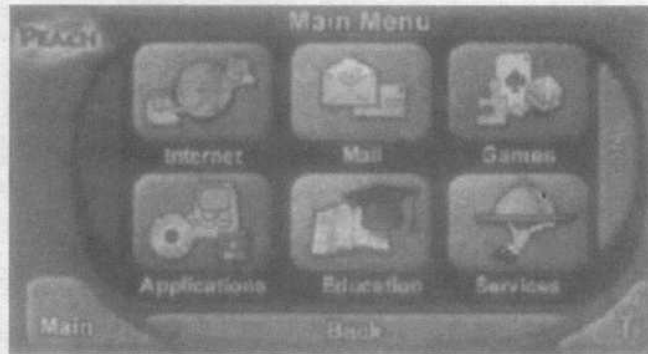 Main Menu
PEACH
Internet Mail Games
Applications Education Services
Main Back